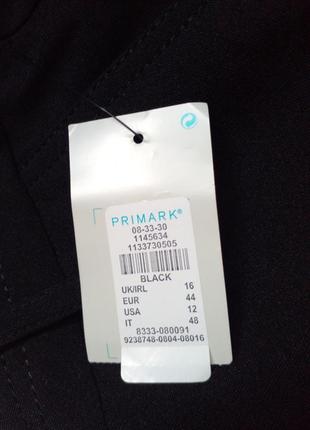 PRIMARK®
08-33-30
1145634
1133730505
BLACK
UK/IRL 16
EUR 44
USA 12
IT 48
8333-080091
9238748-0804-08016